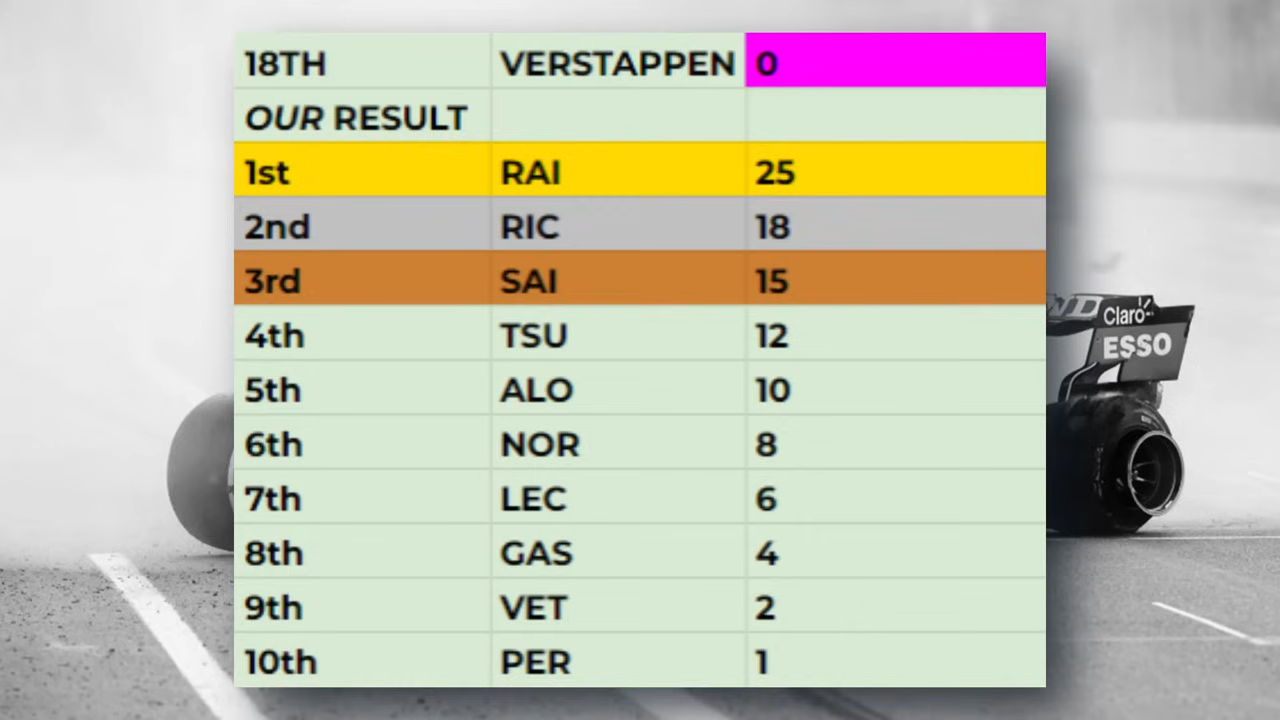 18TH VERSTAPPEN 0
OUR RESULT
1st RAI 25
2nd RIC 18
3rd SAI 15
4th TSU 12
5th ALO 10
6th NOR 8
7th LEC 6
8th GAS 4
9th VET 2
10th PER 1
Claro
ESSO